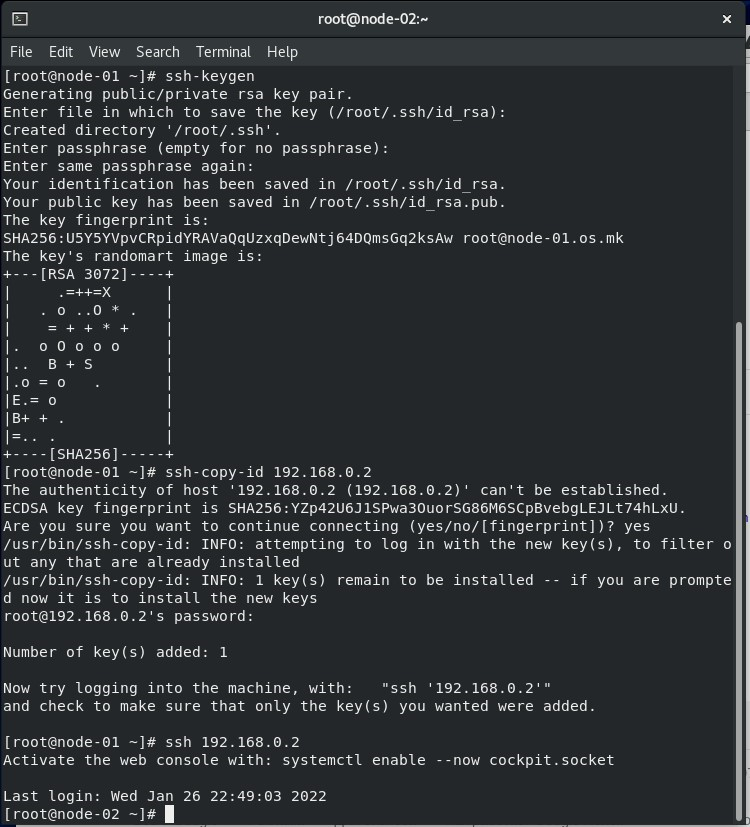 root@node-02:~
File Edit View Search Terminal Help
[root@node-01 ~]# ssh-keygen
Generating public/private rsa key pair.
Enter file in which to save the key (/root/.ssh/id_rsa):
Created directory '/root/.ssh'.
Enter passphrase (empty for no passphrase):
Enter same passphrase again:
Your identification has been saved in /root/.ssh/id_rsa.
Your public key has been saved in /root/.ssh/id_rsa.pub.
The key fingerprint is:
SHA256:U5Y5YVpvCRpidYRAVaQqUzxqDewNtj64DQmsGq2ksAw root@node-01.os.mk
The key's randomart image is:
+---[RSA 3072]----+
|     .=++=X      |
|   . o ..O * .   |
|    = + + * +    |
|.  o O o o o     |
|..  B + S        |
|.o = o   .       |
|E.= o            |
|B+ + .           |
|=.. .            |
+----[SHA256]-----+
[root@node-01 ~]# ssh-copy-id 192.168.0.2
The authenticity of host '192.168.0.2 (192.168.0.2)' can't be established.
ECDSA key fingerprint is SHA256:YZp42U6J1SPwa3OuorSG86M6SCpBvebgLEJLt74hLxU.
Are you sure you want to continue connecting (yes/no/[fingerprint])? yes
/usr/bin/ssh-copy-id: INFO: attempting to log in with the new key(s), to filter o
ut any that are already installed
/usr/bin/ssh-copy-id: INFO: 1 key(s) remain to be installed -- if you are prompte
d now it is to install the new keys
root@192.168.0.2's password:
Number of key(s) added: 1
Now try logging into the machine, with:   "ssh '192.168.0.2'"
and check to make sure that only the key(s) you wanted were added.
[root@node-01 ~]# ssh 192.168.0.2
Activate the web console with: systemctl enable --now cockpit.socket
Last login: Wed Jan 26 22:49:03 2022
[root@node-02 ~]#